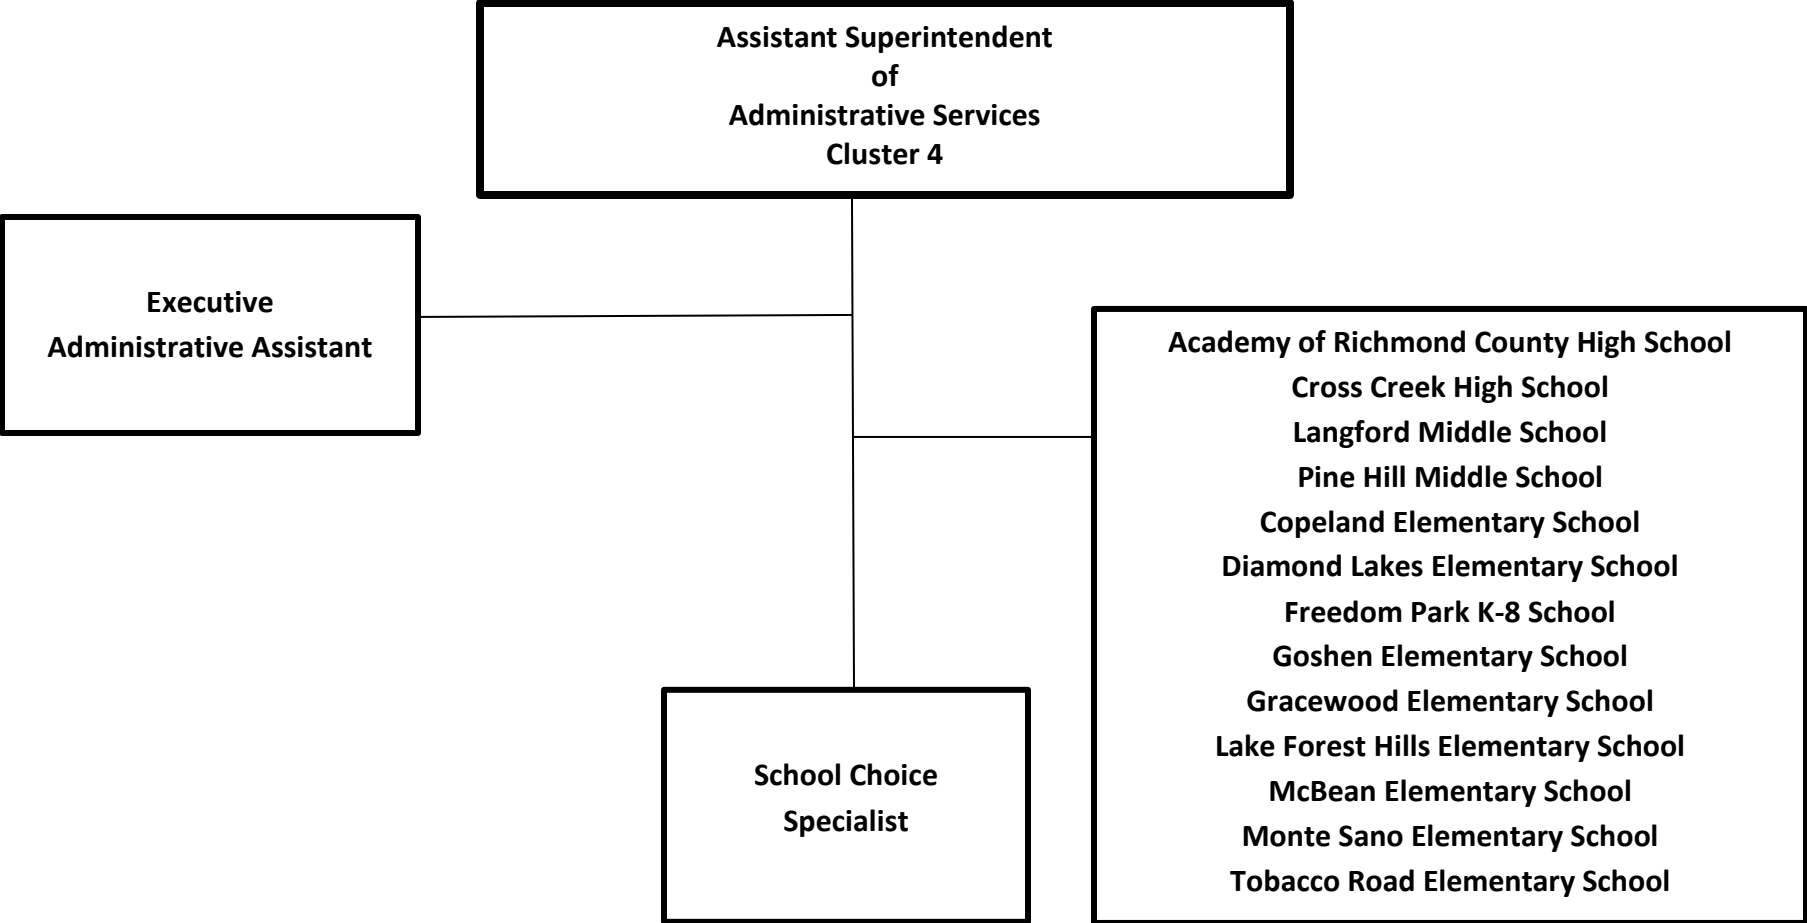 Assistant Superintendent
of
Administrative Services
Cluster 4
Executive
Administrative Assistant
Academy of Richmond County High School
Cross Creek High School
Langford Middle School
Pine Hill Middle School
Copeland Elementary School
Diamond Lakes Elementary School
Freedom Park K-8 School
Goshen Elementary School
Gracewood Elementary School
Lake Forest Hills Elementary School
McBean Elementary School
Monte Sano Elementary School
Tobacco Road Elementary School
School Choice
Specialist